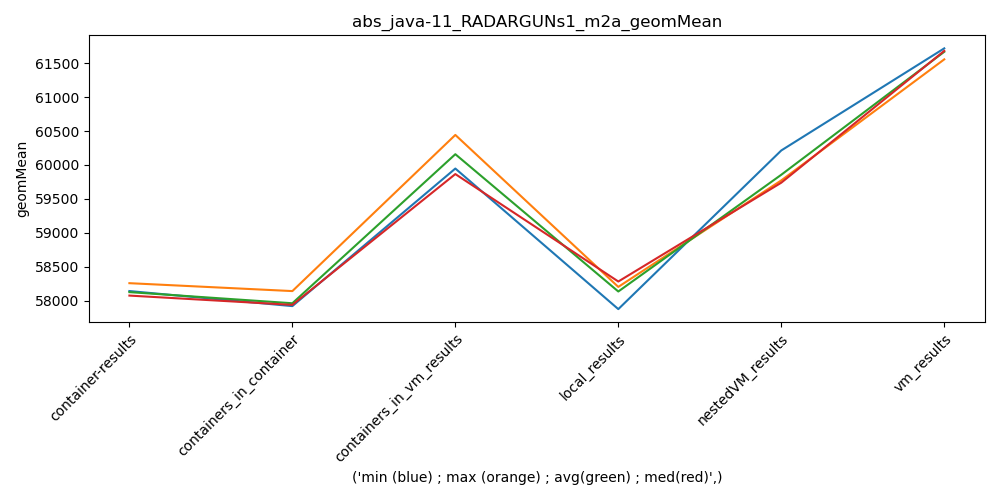 abs_java-11_RADARGUNs1_m2a_geomMean
geomMean
61500
61000
60500
60000
59500
59000
58500
58000
container-results
containers_in_container
containers_in_vm_results
local_results
nestedVM_results
vm_results
('min (blue) ; max (orange) ; avg(green) ; med(red)',)